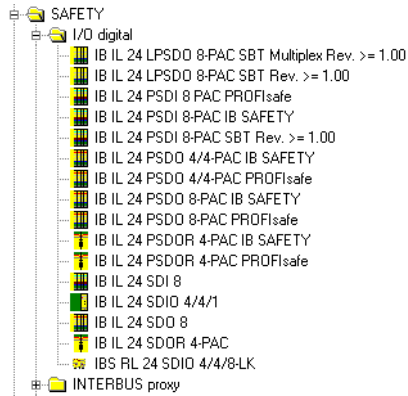 SAFETY
I/O digital
IB IL 24 LPSDO 8-PAC SBT Multiplex Rev. >= 1.00
IB IL 24 LPSDO 8-PAC SBT Rev. >= 1.00
IB IL 24 PSDI 8 PAC PROFIsafe
IB IL 24 PSDI 8-PAC IB SAFETY
IB IL 24 PSDI 8-PAC SBT Rev. >= 1.00
IB IL 24 PSDO 4/4-PAC IB SAFETY
IB IL 24 PSDO 4/4-PAC PROFIsafe
IB IL 24 PSDO 8-PAC IB SAFETY
IB IL 24 PSDO 8-PAC PROFIsafe
IB IL 24 PSDOR 4-PAC IB SAFETY
IB IL 24 PSDOR 4-PAC PROFIsafe
IB IL 24 SDI 8
IB IL 24 SDIO 4/4/1
IB IL 24 SDO 8
IB IL 24 SDOR 4-PAC
IBS RL 24 SDIO 4/4/8-LK
INTERBUS proxy